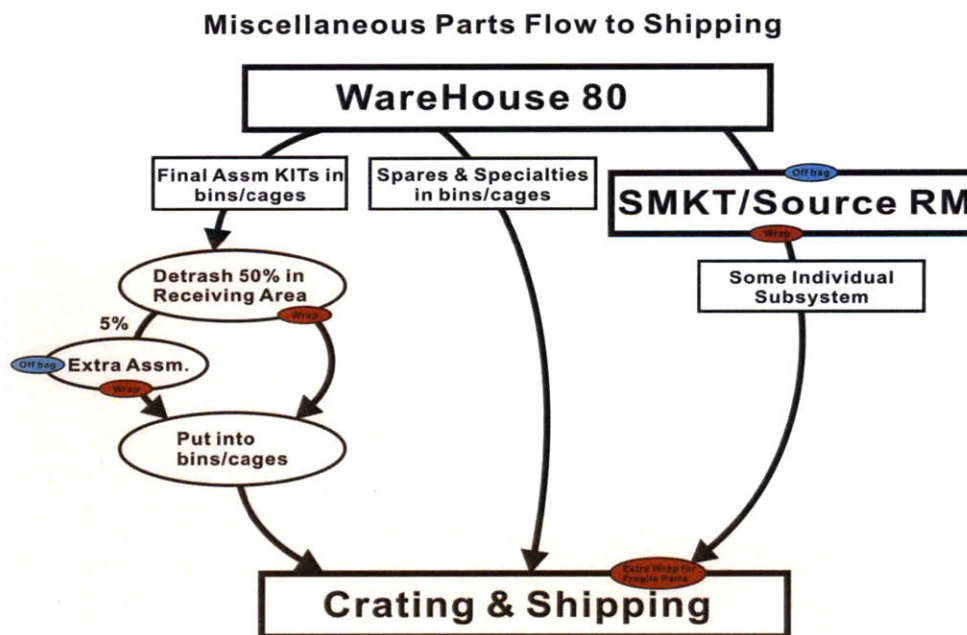 Miscellaneous Parts Flow to Shipping
WareHouse 80
Final Assm KITs in
bins/cages
Spares & Specialties
in bins/cages
Off bag
SMKT/Source RM
Wrap
Detrash 50% in
Receiving Area
Wrap
Some Individual
Subsystem
5%
Off bag
Extra Assm.
Wrap
Put into
bins/cages
Extra Wrap for
Fragile Parts
Crating & Shipping